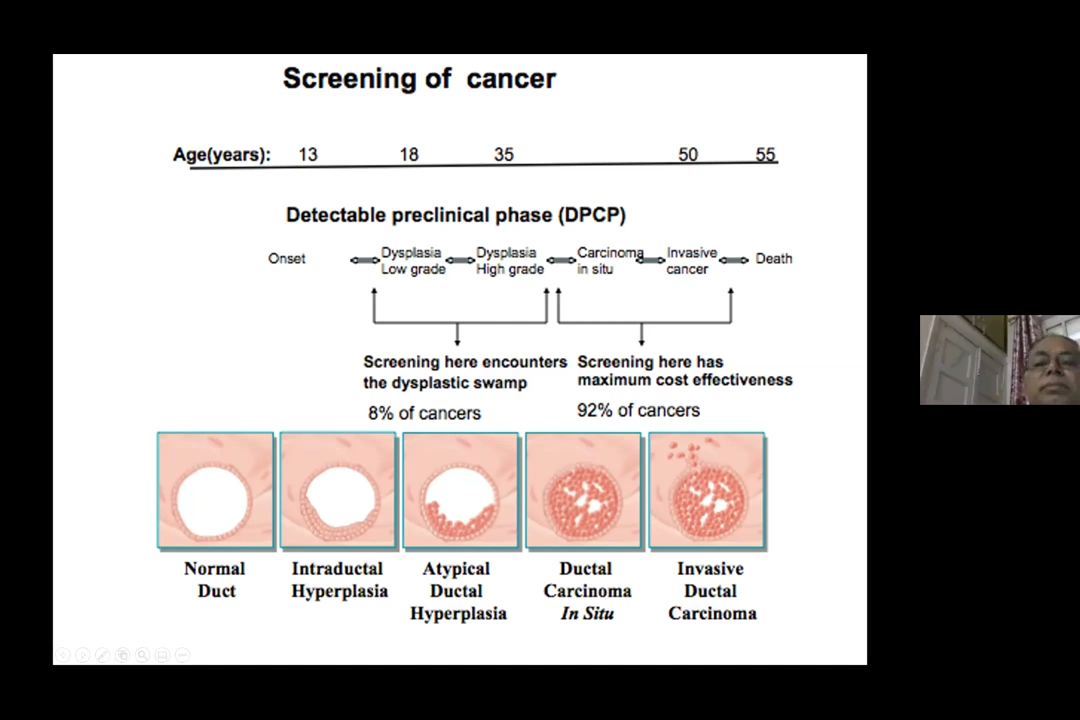 Screening of cancer
Age(years): 13 18 35 50 55
Detectable preclinical phase (DPCP)
Onset
Dysplasia
Low grade
Dysplasia
High grade
Carcinoma
in situ
Invasive
cancer
Death
Screening here encounters
the dysplastic swamp
8% of cancers
Screening here has
maximum cost effectiveness
92% of cancers
Normal
Duct
Intraductal
Hyperplasia
Atypical
Ductal
Hyperplasia
Ductal
Carcinoma
In Situ
Invasive
Ductal
Carcinoma